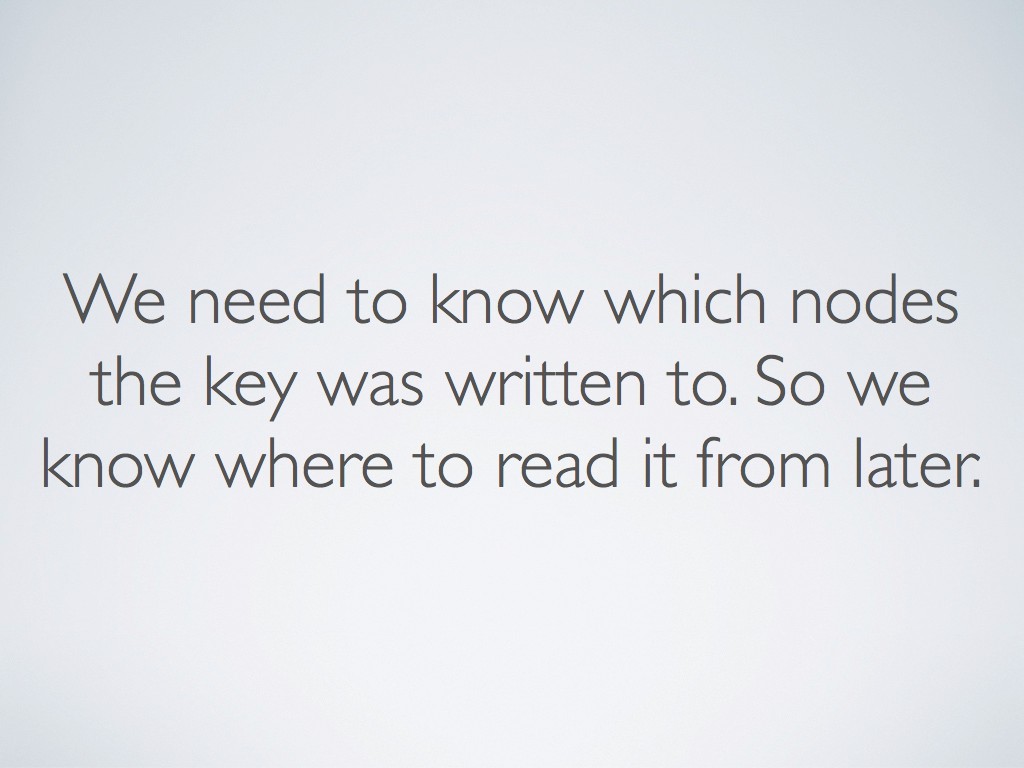 We need to know which nodes
the key was written to. So we
know where to read it from later.